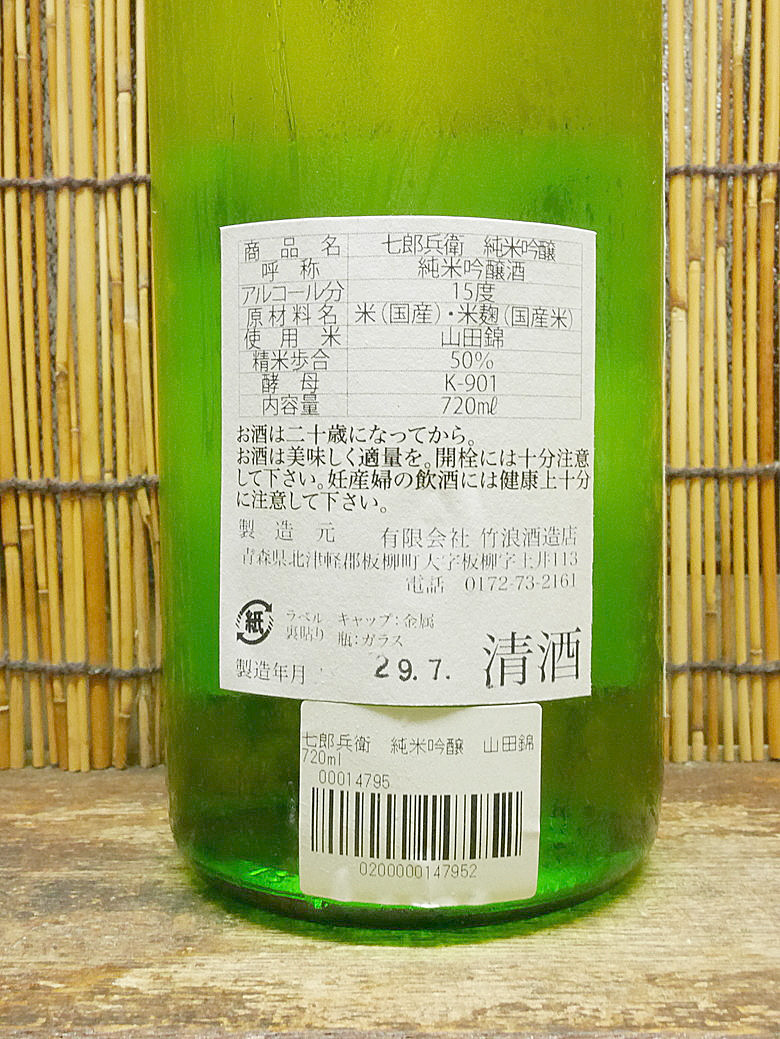 商品名 七郎兵衛 純米吟醸
呼称 純米吟醸酒
アルコール分 15度
原材料名 米(国産)・米麹(国産米)
使用米 山田錦
精米歩合 50%
酵母 K-901
内容量 720ml
お酒は二十歳になってから。
お酒は美味しく適量を。開栓には十分注意
して下さい。妊産婦の飲酒には健康上十分
に注意して下さい。
製造元 有限会社 竹浪酒造店
青森県北津軽郡板柳町大字板柳字土井113
電話 0172-73-2161
紙
ラベル キャップ:金属
裏貼り 瓶:ガラス
清酒
製造年月 29.7.
七郎兵衛 純米吟醸 山田錦
720ml
00014795
0200000147952